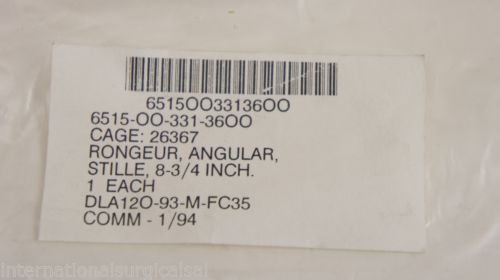 6515OO33136OO
6515-OO-331-36OO
CAGE: 26367
RONGEUR, ANGULAR,
STILLE, 8-3/4 INCH.
1 EACH
DLA12O-93-M-FC35
COMM - 1/94
internationalsurgicalsal